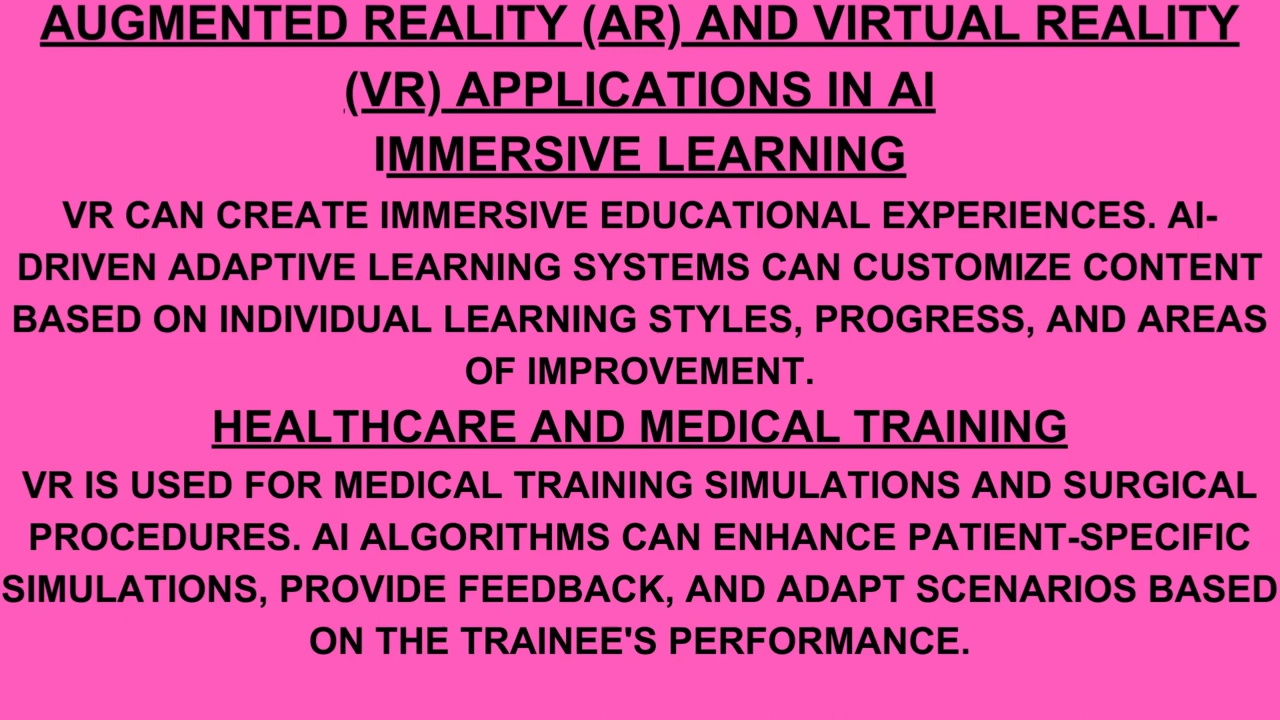 AUGMENTED REALITY (AR) AND VIRTUAL REALITY
(VR) APPLICATIONS IN AI
IMMERSIVE LEARNING
VR CAN CREATE IMMERSIVE EDUCATIONAL EXPERIENCES. AI-
DRIVEN ADAPTIVE LEARNING SYSTEMS CAN CUSTOMIZE CONTENT
BASED ON INDIVIDUAL LEARNING STYLES, PROGRESS, AND AREAS
OF IMPROVEMENT.
HEALTHCARE AND MEDICAL TRAINING
VR IS USED FOR MEDICAL TRAINING SIMULATIONS AND SURGICAL
PROCEDURES. AI ALGORITHMS CAN ENHANCE PATIENT-SPECIFIC
SIMULATIONS, PROVIDE FEEDBACK, AND ADAPT SCENARIOS BASED
ON THE TRAINEE'S PERFORMANCE.